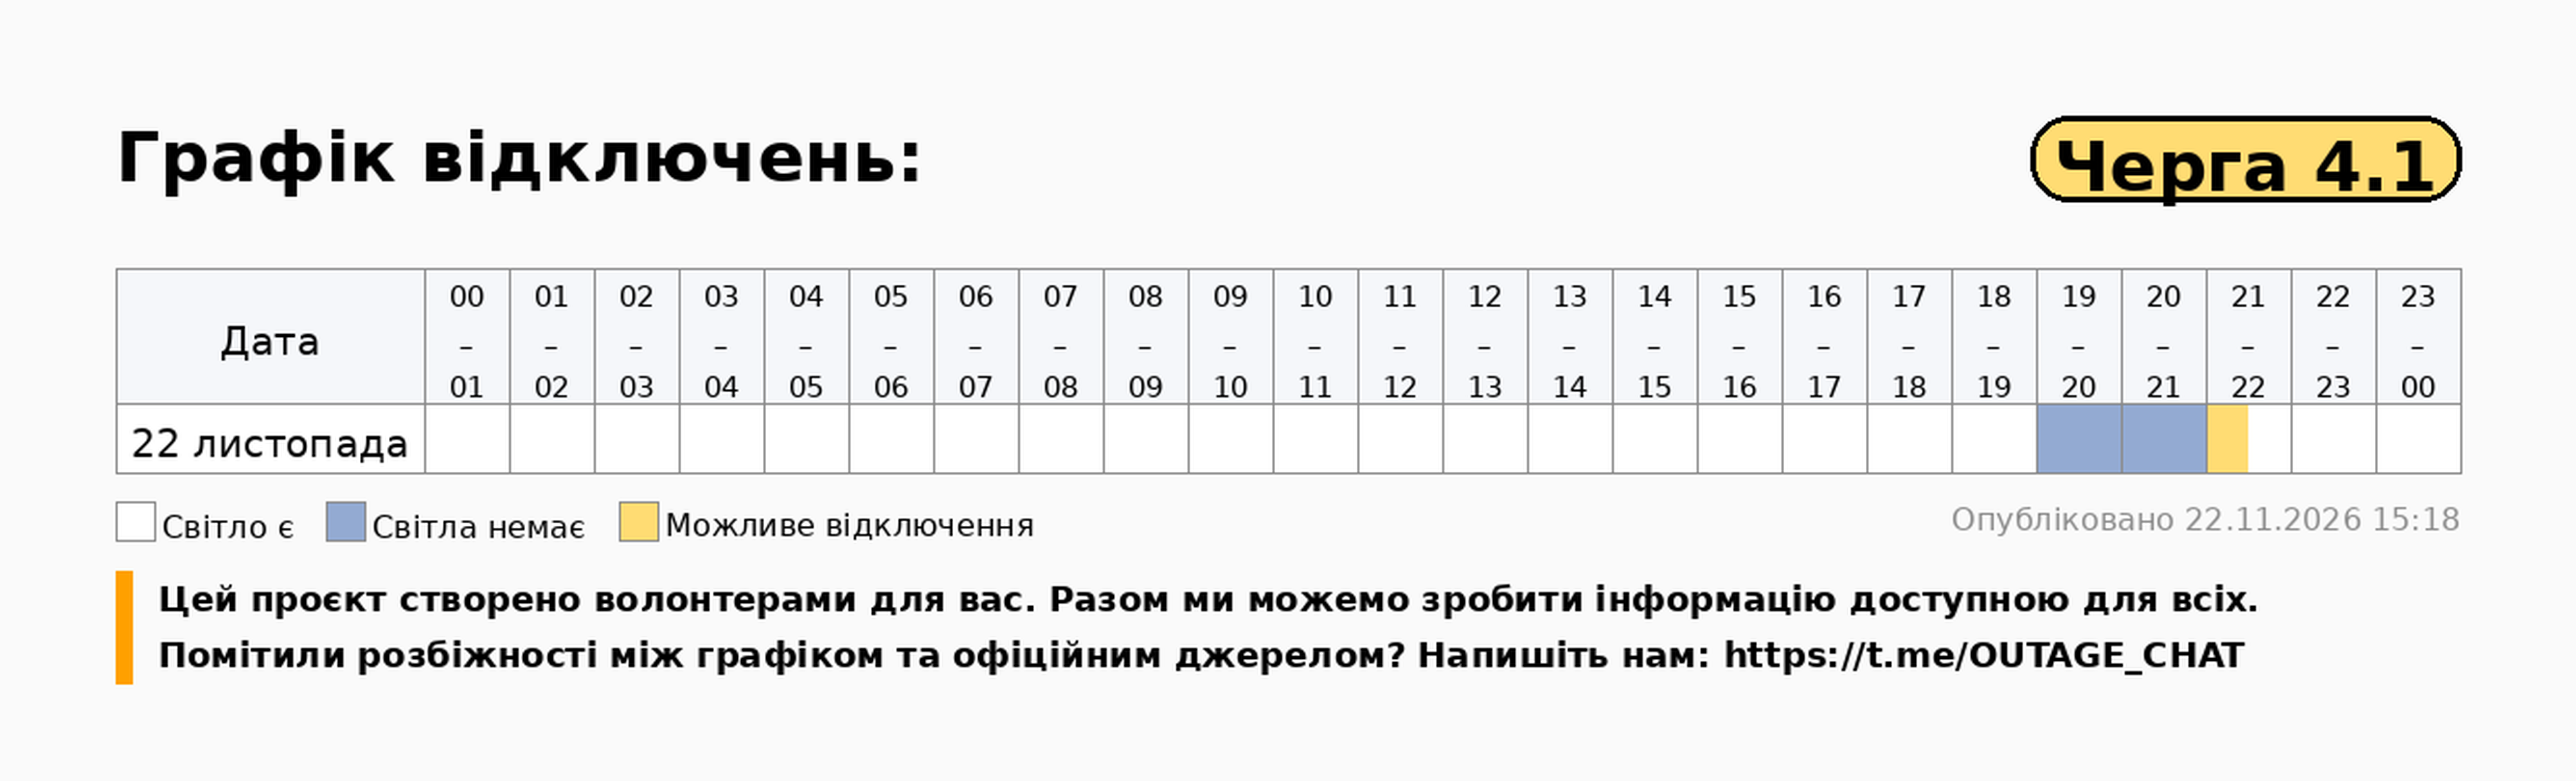 Графік відключень:
Черга 4.1
Дата 00 – 01 01 – 02 02 – 03 03 – 04 04 – 05 05 – 06 06 – 07 07 – 08 08 – 09 09 – 10 10 – 11 11 – 12 12 – 13 13 – 14 14 – 15 15 – 16 16 – 17 17 – 18 18 – 19 19 – 20 20 – 21 21 – 22 22 – 23 23 – 00
22 листопада
Світло є Світла немає Можливе відключення
Опубліковано 22.11.2026 15:18
Цей проєкт створено волонтерами для вас. Разом ми можемо зробити інформацію доступною для всіх.
Помітили розбіжності між графіком та офіційним джерелом? Напишіть нам: https://t.me/OUTAGE_CHAT